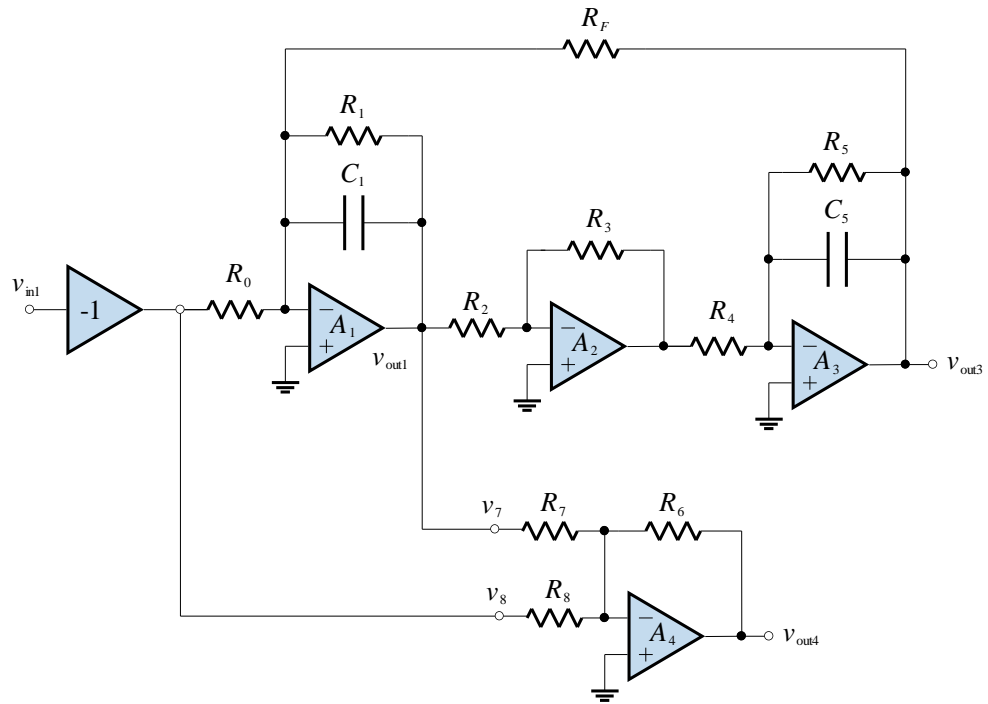 R_F
R_1
R_5
C_1
C_5
R_3
v_in1
-1
R_0
− A_1 +
R_2
− A_2 +
R_4
− A_3 +
v_out1
v_out3
v_7
R_7
R_6
v_8
R_8
− A_4 +
v_out4